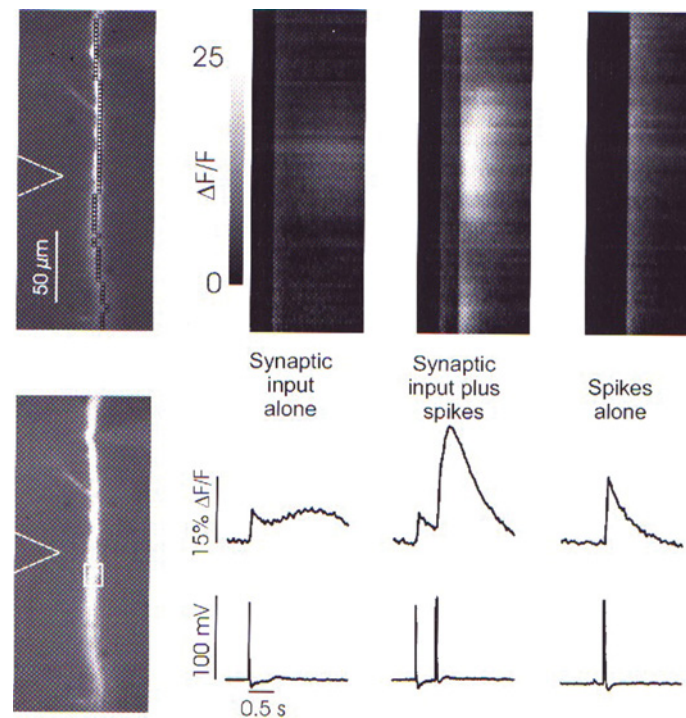 25
ΔF/F
0
50 μm
Synaptic
input
alone
Synaptic
input plus
spikes
Spikes
alone
15% ΔF/F
100 mV
0.5 s